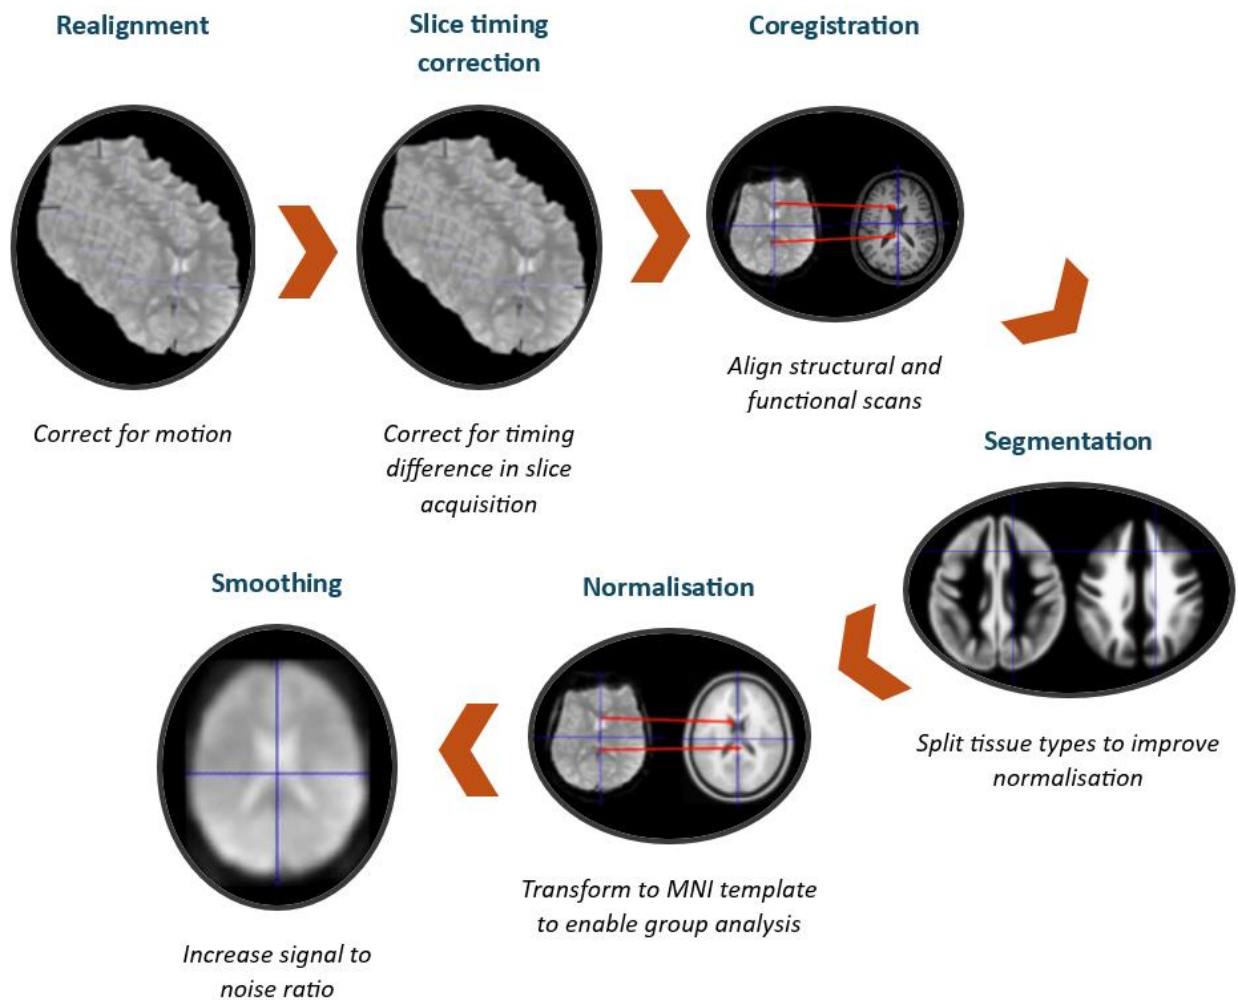 Realignment
Slice timing
correction
Coregistration
Correct for motion
Correct for timing
difference in slice
acquisition
Align structural and
functional scans
Segmentation
Split tissue types to improve
normalisation
Normalisation
Transform to MNI template
to enable group analysis
Smoothing
Increase signal to
noise ratio